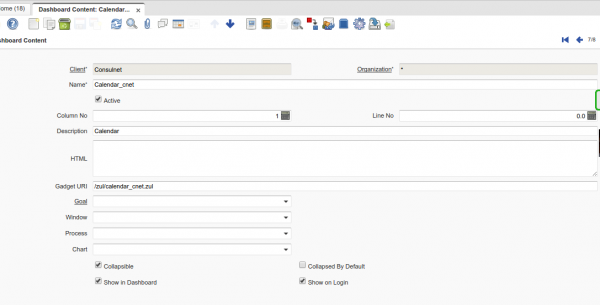 ome (18)
Dashboard Content: Calendar...
shboard Content
7/8
Client* Consulnet Organization* *
Name* Calendar_cnet
Active
Column No 1 Line No 0.0
Description Calendar
HTML
Gadget URI /zul/calendar_cnet.zul
Goal
Window
Process
Chart
Collapsible Collapsed By Default
Show in Dashboard Show on Login